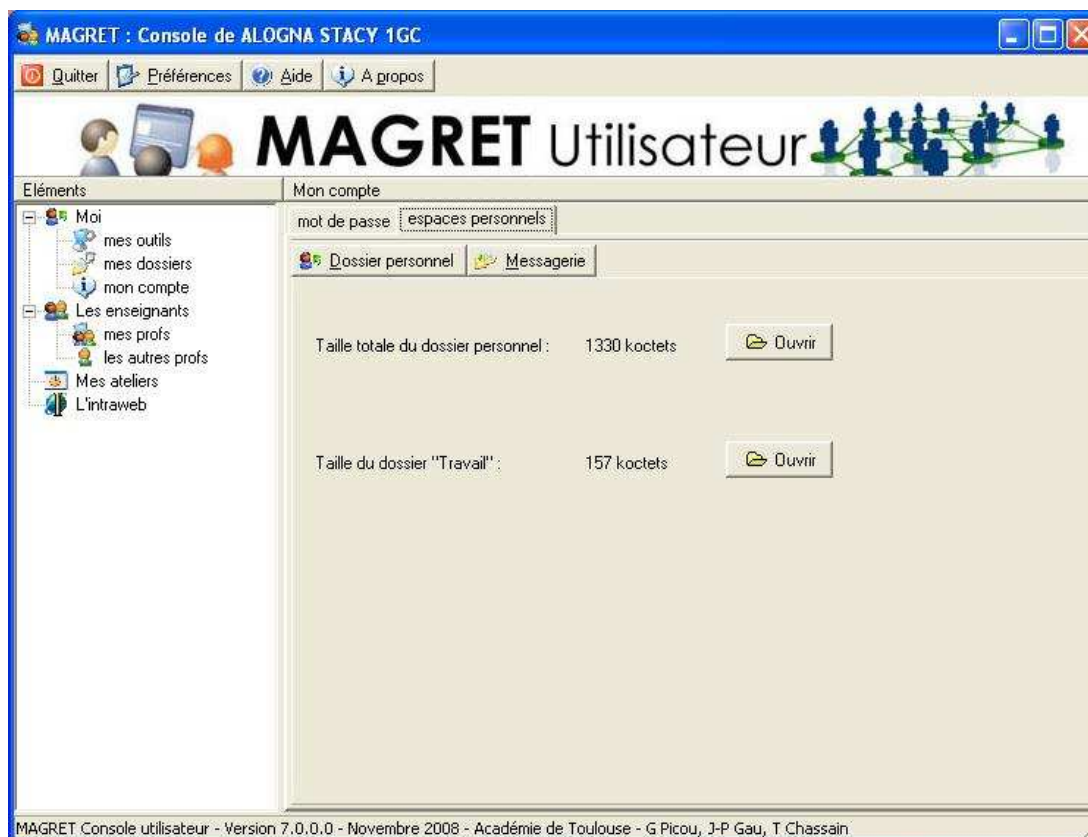 MAGRET : Console de ALOGNA STACY 1GC
Quitter Préférences Aide A propos
MAGRET Utilisateur
Eléments
Mon compte
Moi
mes outils
mes dossiers
mon compte
Les enseignants
mes profs
les autres profs
Mes ateliers
L'intraweb
mot de passe espaces personnels
Dossier personnel Messagerie
Taille totale du dossier personnel : 1330 koctets Ouvrir
Taille du dossier "Travail" : 157 koctets Ouvrir
MAGRET Console utilisateur - Version 7.0.0.0 - Novembre 2008 - Académie de Toulouse - G Picou, J-P Gau, T Chassain